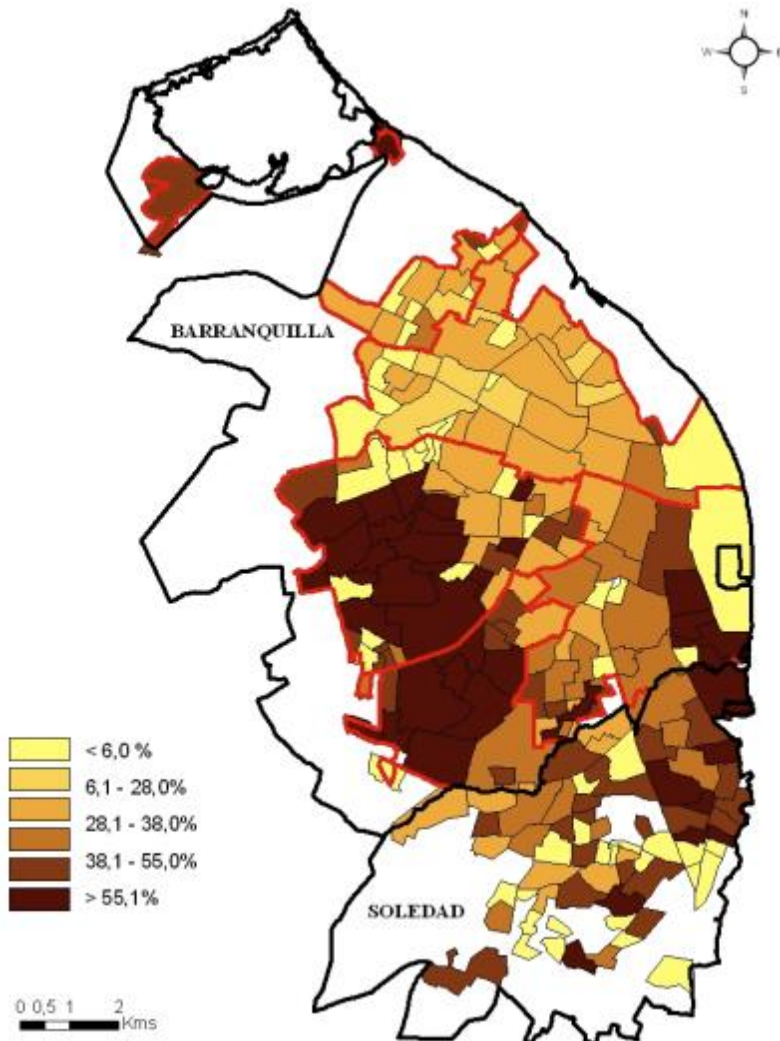 N
W
S
BARRANQUILLA
< 6,0 %
6,1 - 28,0%
28,1 - 38,0%
38,1 - 55,0%
> 55,1%
SOLEDAD
0 0,5 1 2
Kms